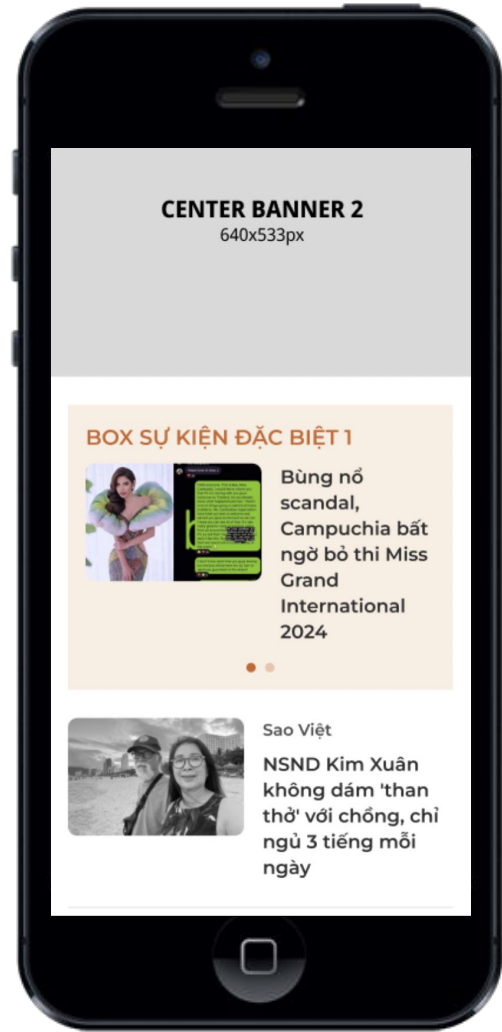 CENTER BANNER 2
640x533px
BOX SỰ KIỆN ĐẶC BIỆT 1
Bùng nổ
scandal,
Campuchia bất
ngờ bỏ thi Miss
Grand
International
2024
Sao Việt
NSND Kim Xuân
không dám 'than
thở' với chồng, chỉ
ngủ 3 tiếng mỗi
ngày